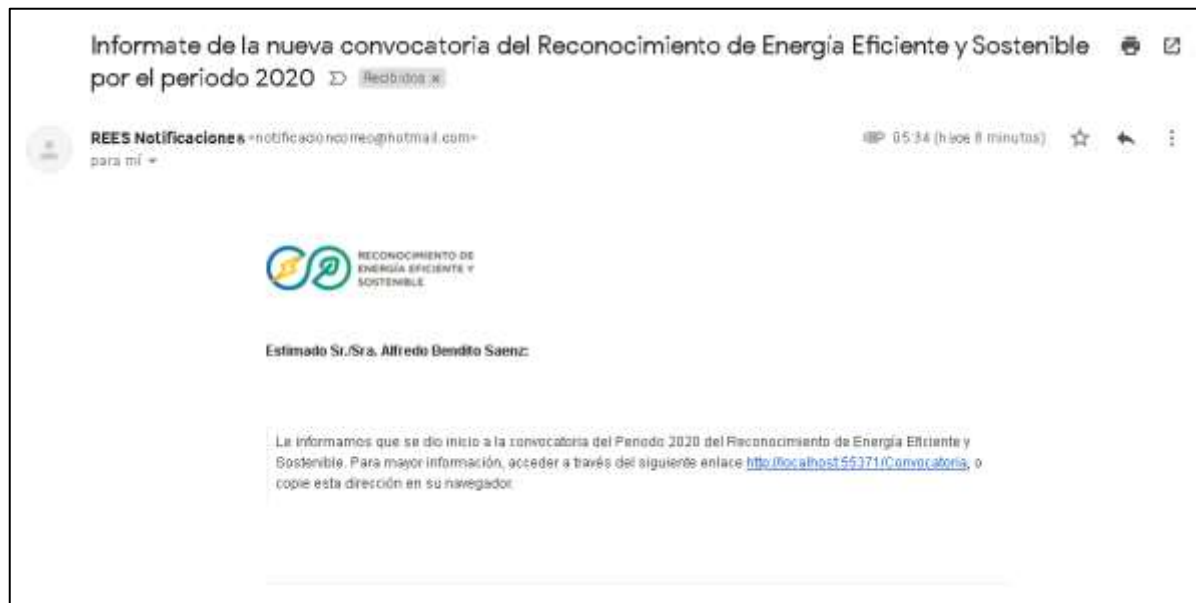 Informate de la nueva convocatoria del Reconocimiento de Energía Eficiente y Sostenible
por el periodo 2020 Recibidos x
REES Notificaciones <notificacioncorreo@hotmail.com> 05:34 (hace 8 minutos)
para mí
RECONOCIMIENTO DE
ENERGÍA EFICIENTE Y
SOSTENIBLE
Estimado Sr./Sra. Alfredo Bendito Saenz:
Le informamos que se dio inicio a la convocatoria del Periodo 2020 del Reconocimiento de Energía Eficiente y
Sostenible. Para mayor información, acceder a través del siguiente enlace http://localhost:55371/Convocatoria, o
copie esta dirección en su navegador.